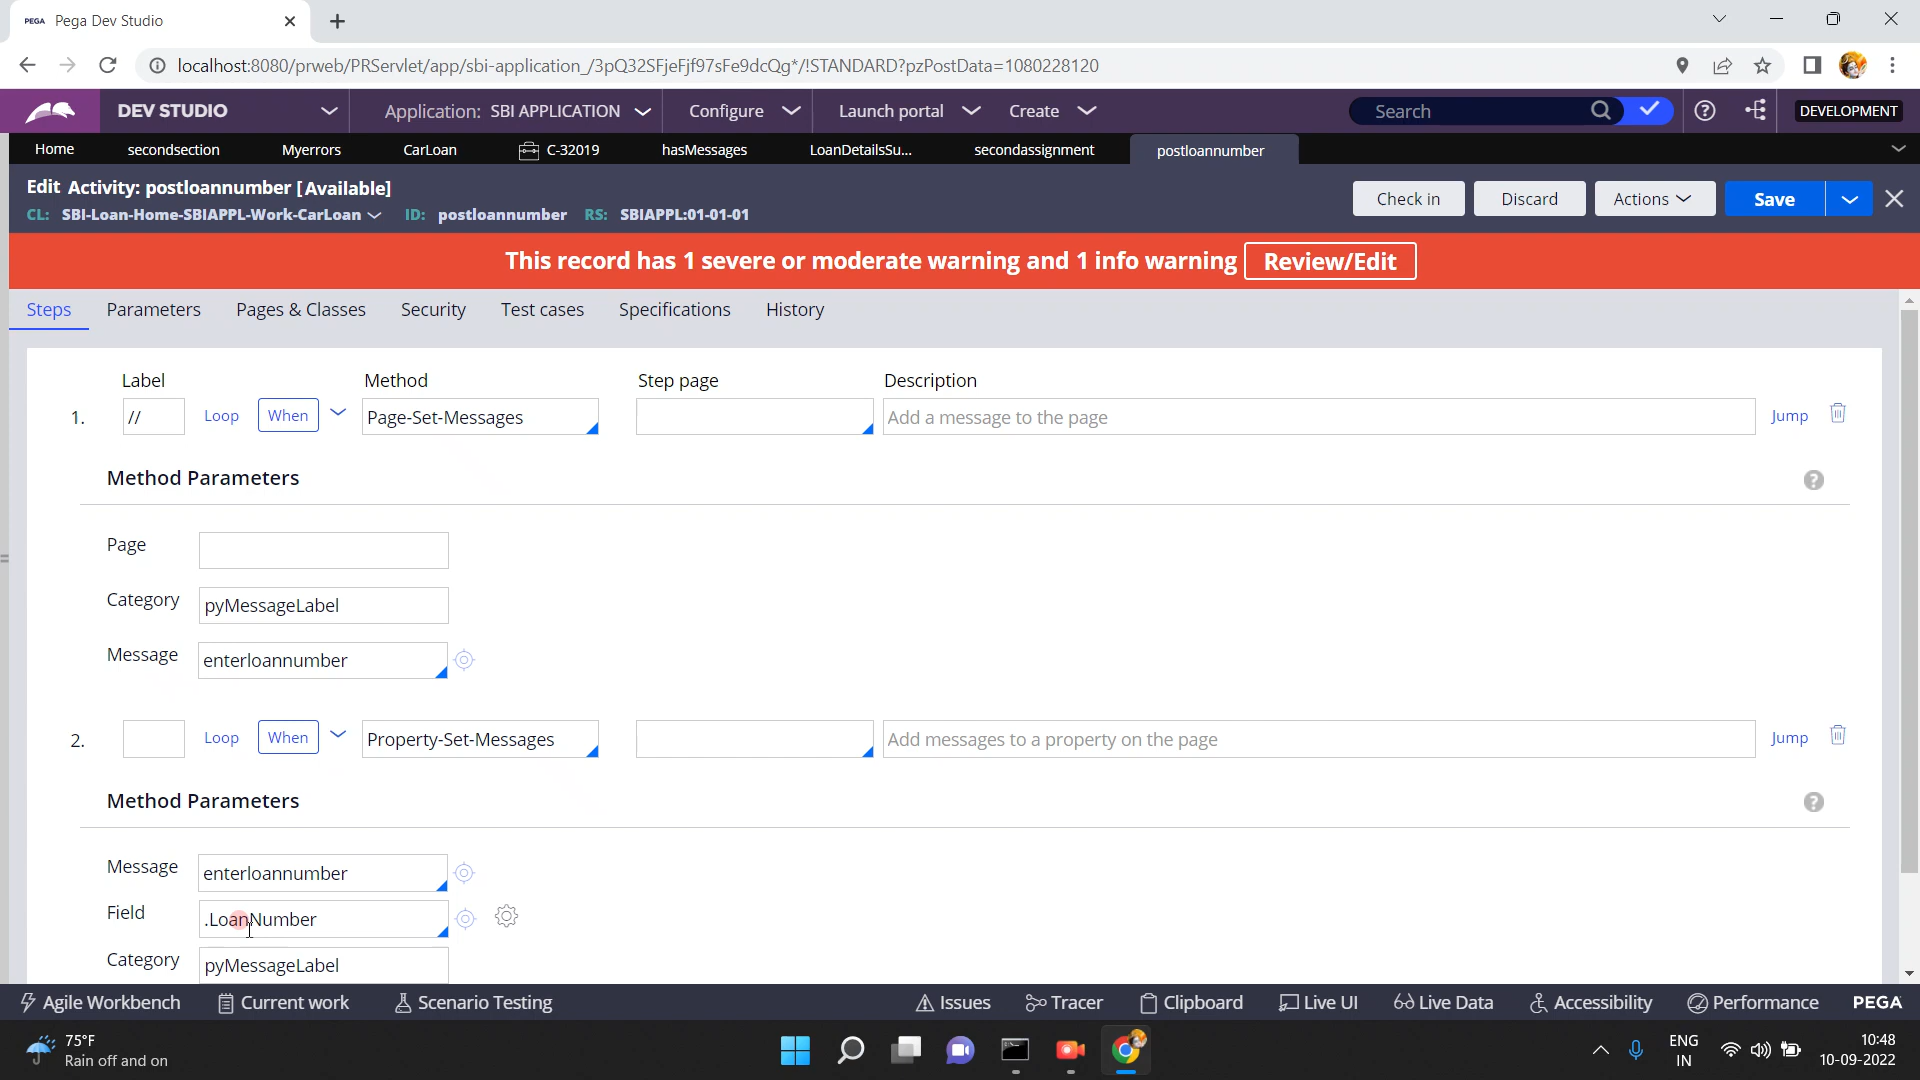 PEGA Pega Dev Studio
localhost:8080/prweb/PRServlet/app/sbi-application_/3pQ32SFjeFjf97sFe9dcQg*/!STANDARD?pzPostData=1080228120
DEV STUDIO Application: SBI APPLICATION Configure Launch portal Create Search DEVELOPMENT
Home secondsection Myerrors CarLoan C-32019 hasMessages LoanDetailsSu... secondassignment postloannumber
Edit Activity: postloannumber [Available]
CL: SBI-Loan-Home-SBIAPPL-Work-CarLoan ID: postloannumber RS: SBIAPPL:01-01-01
Check in Discard Actions Save
This record has 1 severe or moderate warning and 1 info warning Review/Edit
Steps Parameters Pages & Classes Security Test cases Specifications History
Label Method Step page Description
1. // Loop When Page-Set-Messages Add a message to the page Jump
Method Parameters ?
Page
Category pyMessageLabel
Message enterloannumber
2. Loop When Property-Set-Messages Add messages to a property on the page Jump
Method Parameters ?
Message enterloannumber
Field .LoanNumber
Category pyMessageLabel
Agile Workbench Current work Scenario Testing Issues Tracer Clipboard Live UI Live Data Accessibility Performance PEGA
75°F
Rain off and on
ENG
IN
10:48
10-09-2022